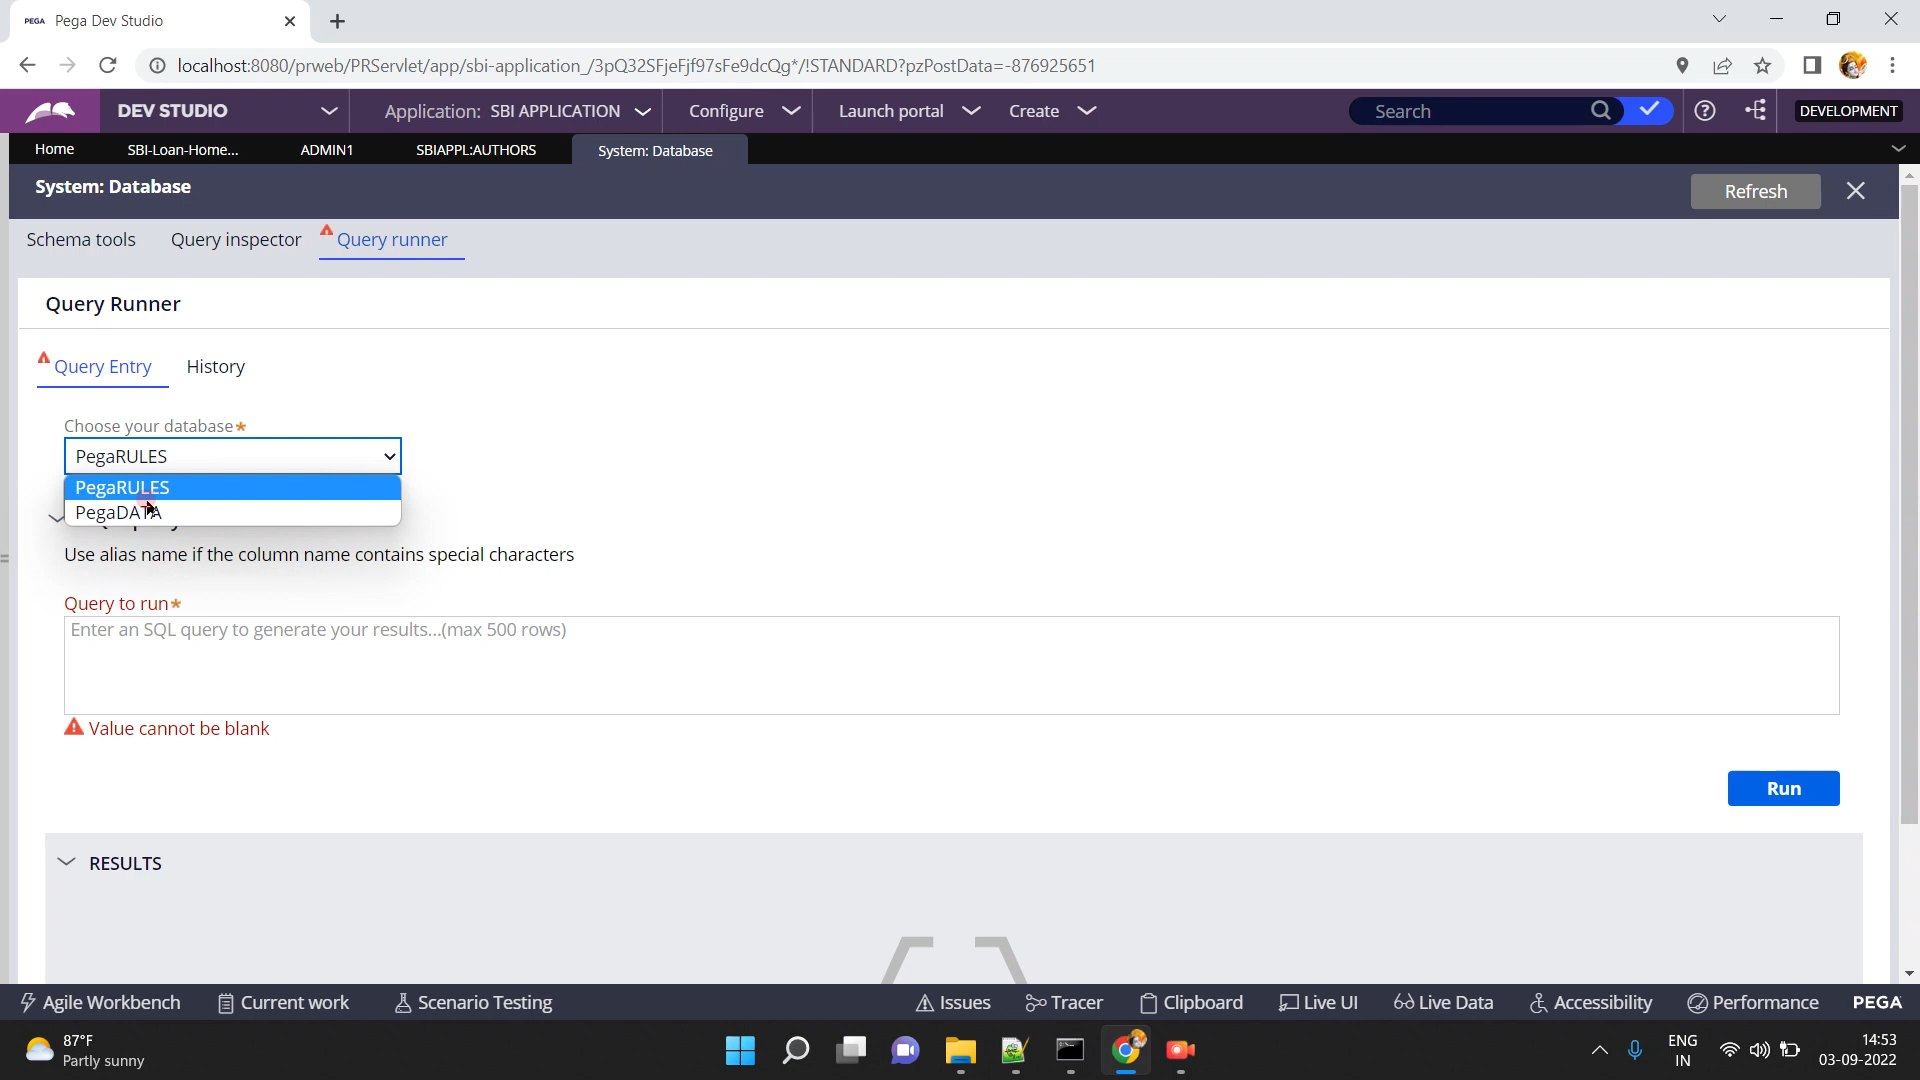 PEGA Pega Dev Studio
localhost:8080/prweb/PRServlet/app/sbi-application_/3pQ32SFjeFjf97sFe9dcQg*/!STANDARD?pzPostData=-876925651
DEV STUDIO Application: SBI APPLICATION Configure Launch portal Create Search DEVELOPMENT
Home SBI-Loan-Home... ADMIN1 SBIAPPL:AUTHORS System: Database
System: Database Refresh
Schema tools Query inspector Query runner
Query Runner
Query Entry History
Choose your database*
PegaRULES
PegaRULES
PegaDATA
Use alias name if the column name contains special characters
Query to run*
Enter an SQL query to generate your results...(max 500 rows)
Value cannot be blank
Run
RESULTS
Agile Workbench Current work Scenario Testing Issues Tracer Clipboard Live UI Live Data Accessibility Performance PEGA
87°F
Partly sunny
ENG
IN
14:53
03-09-2022